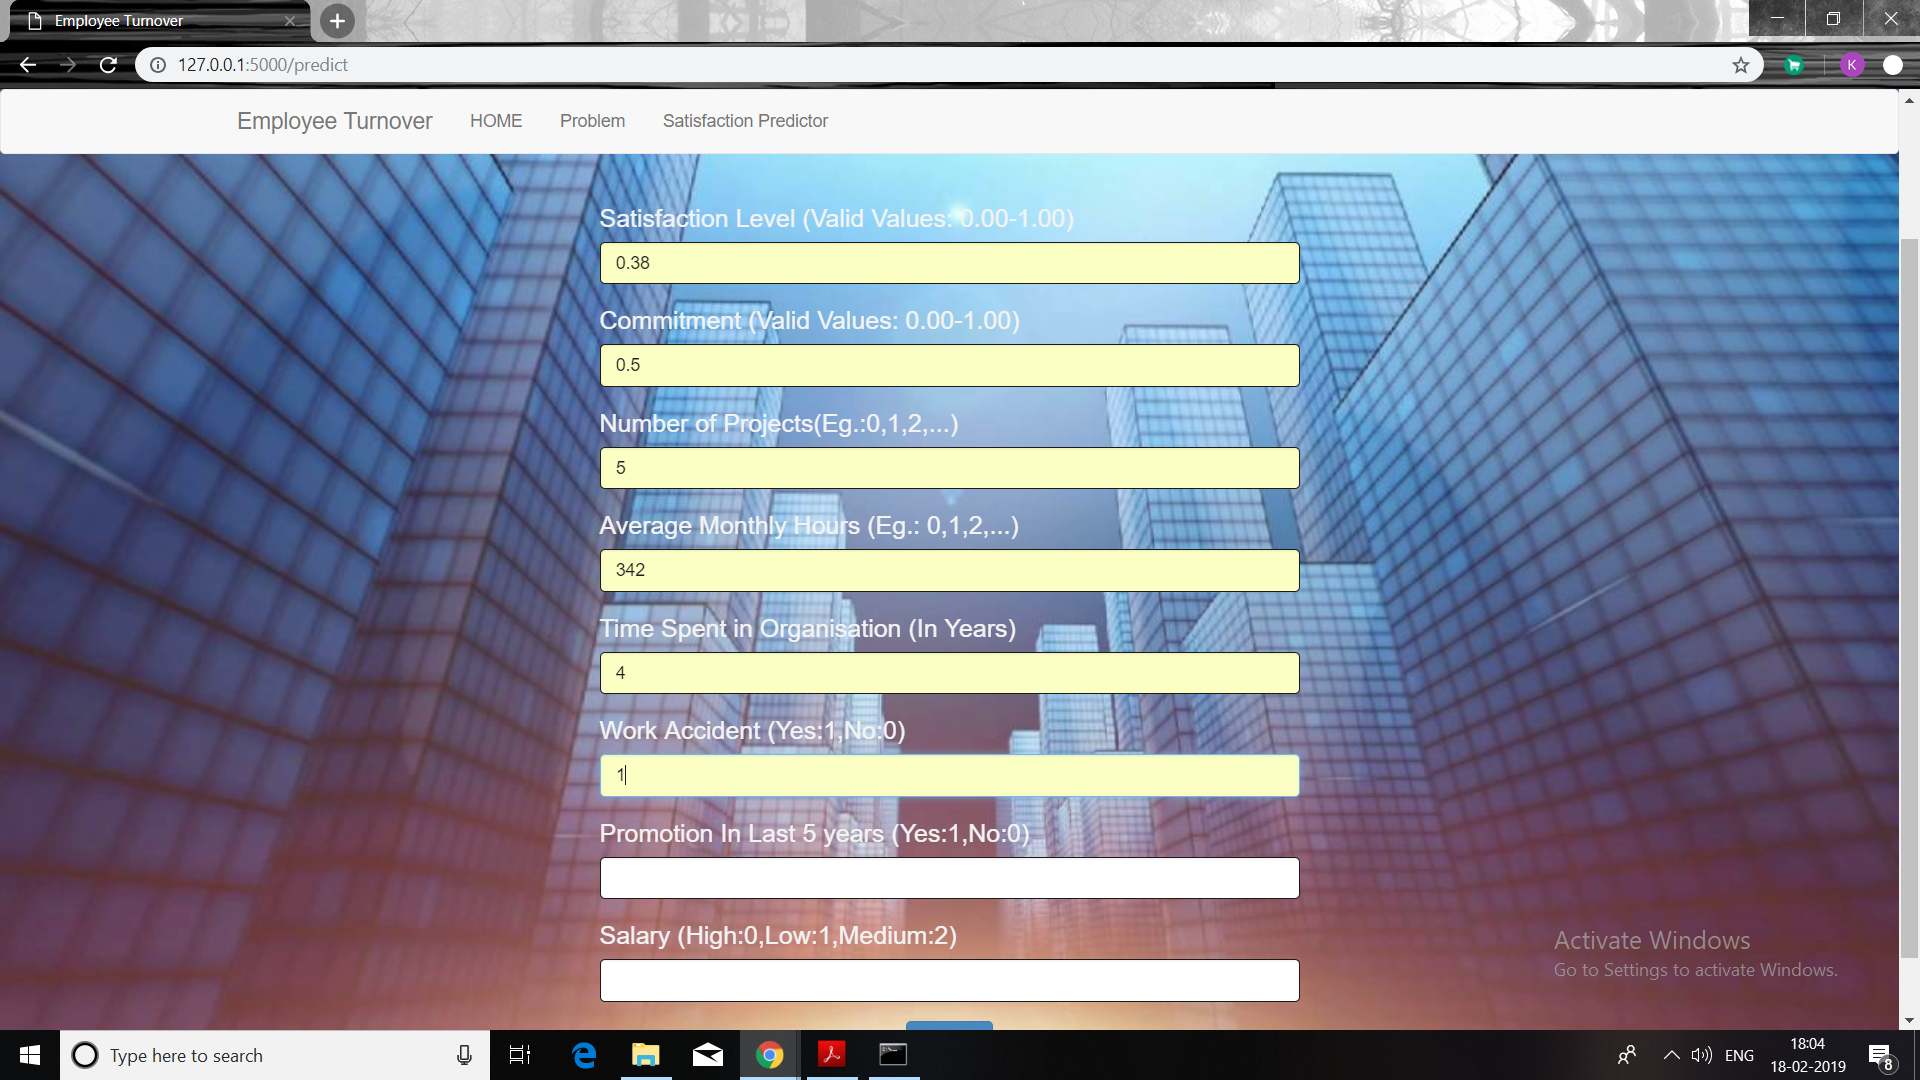 Employee Turnover
127.0.0.1:5000/predict
K
Employee Turnover HOME Problem Satisfaction Predictor
Satisfaction Level (Valid Values: 0.00-1.00)
0.38
Commitment (Valid Values: 0.00-1.00)
0.5
Number of Projects(Eg.:0,1,2,...)
5
Average Monthly Hours (Eg.: 0,1,2,...)
342
Time Spent in Organisation (In Years)
4
Work Accident (Yes:1,No:0)
1
Promotion In Last 5 years (Yes:1,No:0)
Salary (High:0,Low:1,Medium:2)
Activate Windows
Go to Settings to activate Windows.
Type here to search
ENG
18:04
18-02-2019
8